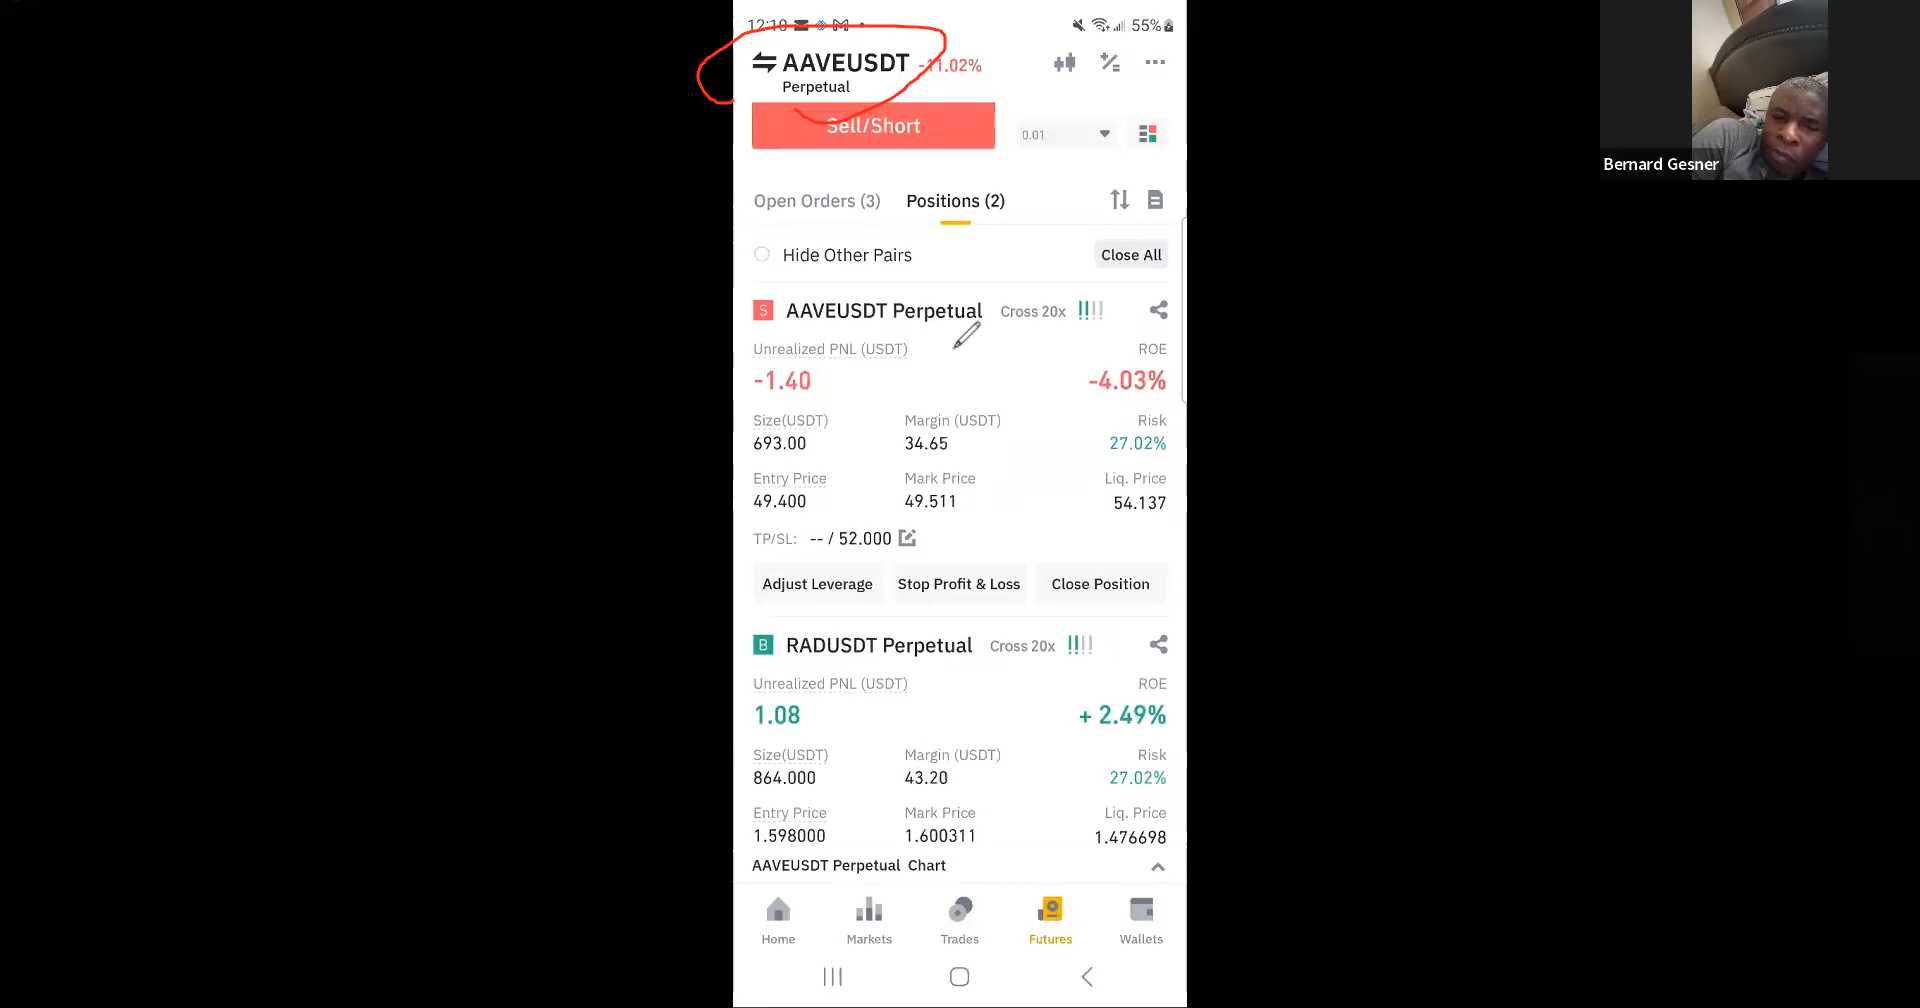 12:10 55%
AAVEUSDT -11.02%
Perpetual
Sell/Short 0.01
Open Orders (3) Positions (2)
Hide Other Pairs Close All
S AAVEUSDT Perpetual Cross 20x
Unrealized PNL (USDT) ROE
-1.40 -4.03%
Size(USDT) Margin (USDT) Risk
693.00 34.65 27.02%
Entry Price Mark Price Liq. Price
49.400 49.511 54.137
TP/SL: -- / 52.000
Adjust Leverage Stop Profit & Loss Close Position
B RADUSDT Perpetual Cross 20x
Unrealized PNL (USDT) ROE
1.08 + 2.49%
Size(USDT) Margin (USDT) Risk
864.000 43.20 27.02%
Entry Price Mark Price Liq. Price
1.598000 1.600311 1.476698
AAVEUSDT Perpetual Chart
Home Markets Trades Futures Wallets
Bernard Gesner